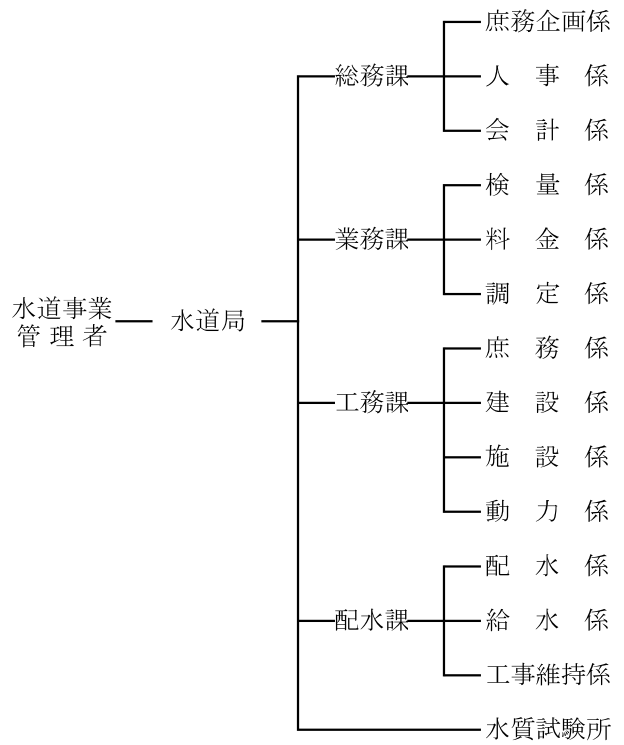 水道事業
管理者
水道局
総務課
庶務企画係
人事係
会計係
業務課
検量係
料金係
調定係
工務課
庶務係
建設係
施設係
動力係
配水課
配水係
給水係
工事維持係
水質試験所